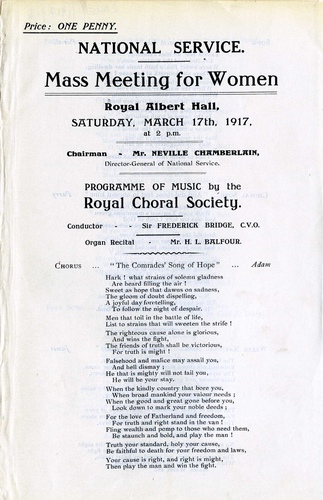 Price: ONE PENNY.
NATIONAL SERVICE.
Mass Meeting for Women
Royal Albert Hall,
SATURDAY, MARCH 17th, 1917.
at 2 p.m.
Chairman - Mr. NEVILLE CHAMBERLAIN,
Director-General of National Service.
PROGRAMME OF MUSIC by the
Royal Choral Society.
Conductor - - Sir FREDERICK BRIDGE, C.V.O.
Organ Recital - Mr. H. L. BALFOUR.
CHORUS ... "The Comrades' Song of Hope" ... Adam
Hark! what strains of solemn gladness
Are heard filling the air!
Sweet as hope that dawns on sadness,
The gloom of doubt dispelling,
A joyful day foretelling,
To follow the night of despair.
Men that toil in the battle of life,
List to strains that will sweeten the strife!
The righteous cause alone is glorious,
And wins the fight,
The friends of truth shall be victorious,
For truth is might!
Falsehood and malice may assail you,
And hell dismay;
He that is mighty will not fail you,
He will be your stay.
When the kindly country that bore you,
When broad mankind your valour needs;
When the good and great gone before you,
Look down to mark your noble deeds;
For the love of Fatherland and freedom,
For truth and right stand in the van!
Fling wealth and pomp to those who need them,
Be staunch and bold, and play the man!
Truth your standard, holy your cause,
Be faithful to death for your freedom and laws,
Your cause is right, and right is might,
Then play the man and win the fight.